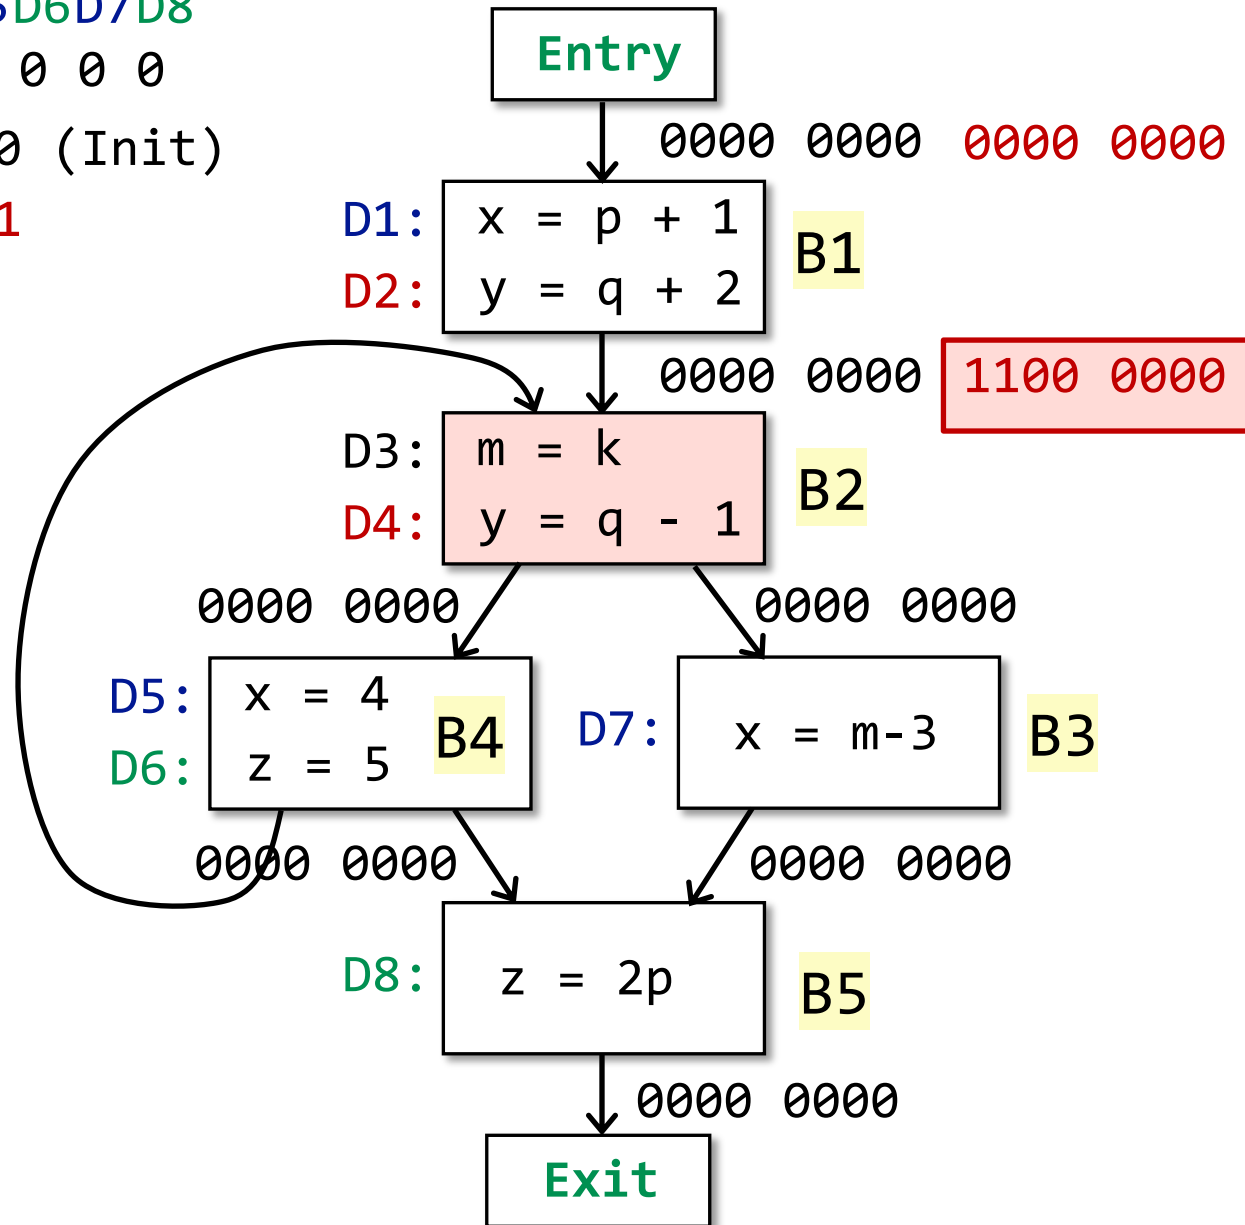 D6D7D8
Entry
0 0 0
0000 0000 0000 0000
0 (Init)
D1: x = p + 1
B1
1
D2: y = q + 2
0000 0000 1100 0000
D3: m = k
B2
D4: y = q - 1
0000 0000 0000 0000
D5: x = 4
B4
D7: x = m-3
B3
D6: z = 5
0000 0000 0000 0000
D8: z = 2p
B5
0000 0000
Exit